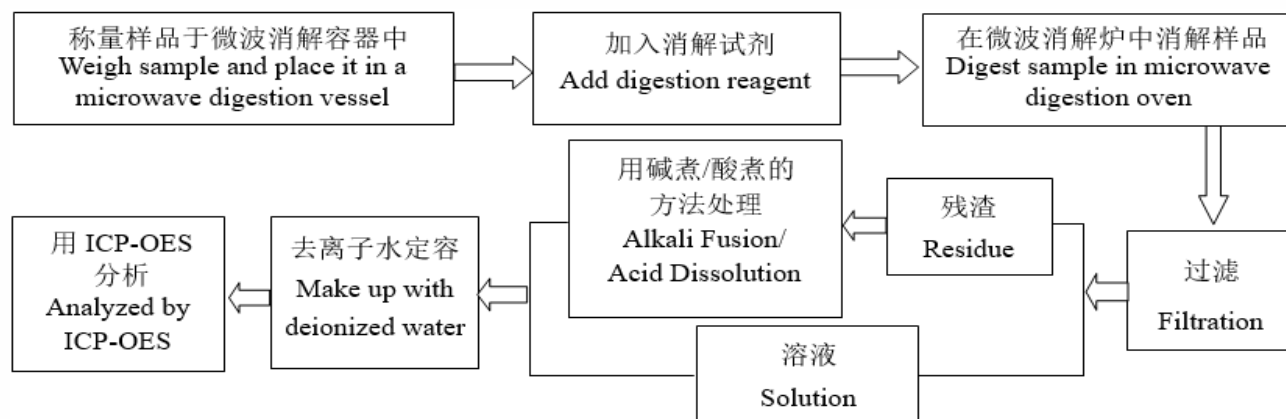 称量样品于微波消解容器中
Weigh sample and place it in a
microwave digestion vessel
加入消解试剂
Add digestion reagent
在微波消解炉中消解样品
Digest sample in microwave
digestion oven
过滤
Filtration
残渣
Residue
用碱煮/酸煮的
方法处理
Alkali Fusion/
Acid Dissolution
溶液
Solution
去离子水定容
Make up with
deionized water
用 ICP-OES
分析
Analyzed by
ICP-OES